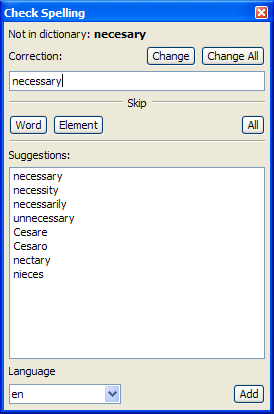 Check Spelling
Not in dictionary: necesary
Correction: Change Change All
necessary
Skip
Word Element All
Suggestions:
necessary
necessity
necessarily
unnecessary
Cesare
Cesaro
nectary
nieces
Language
en Add